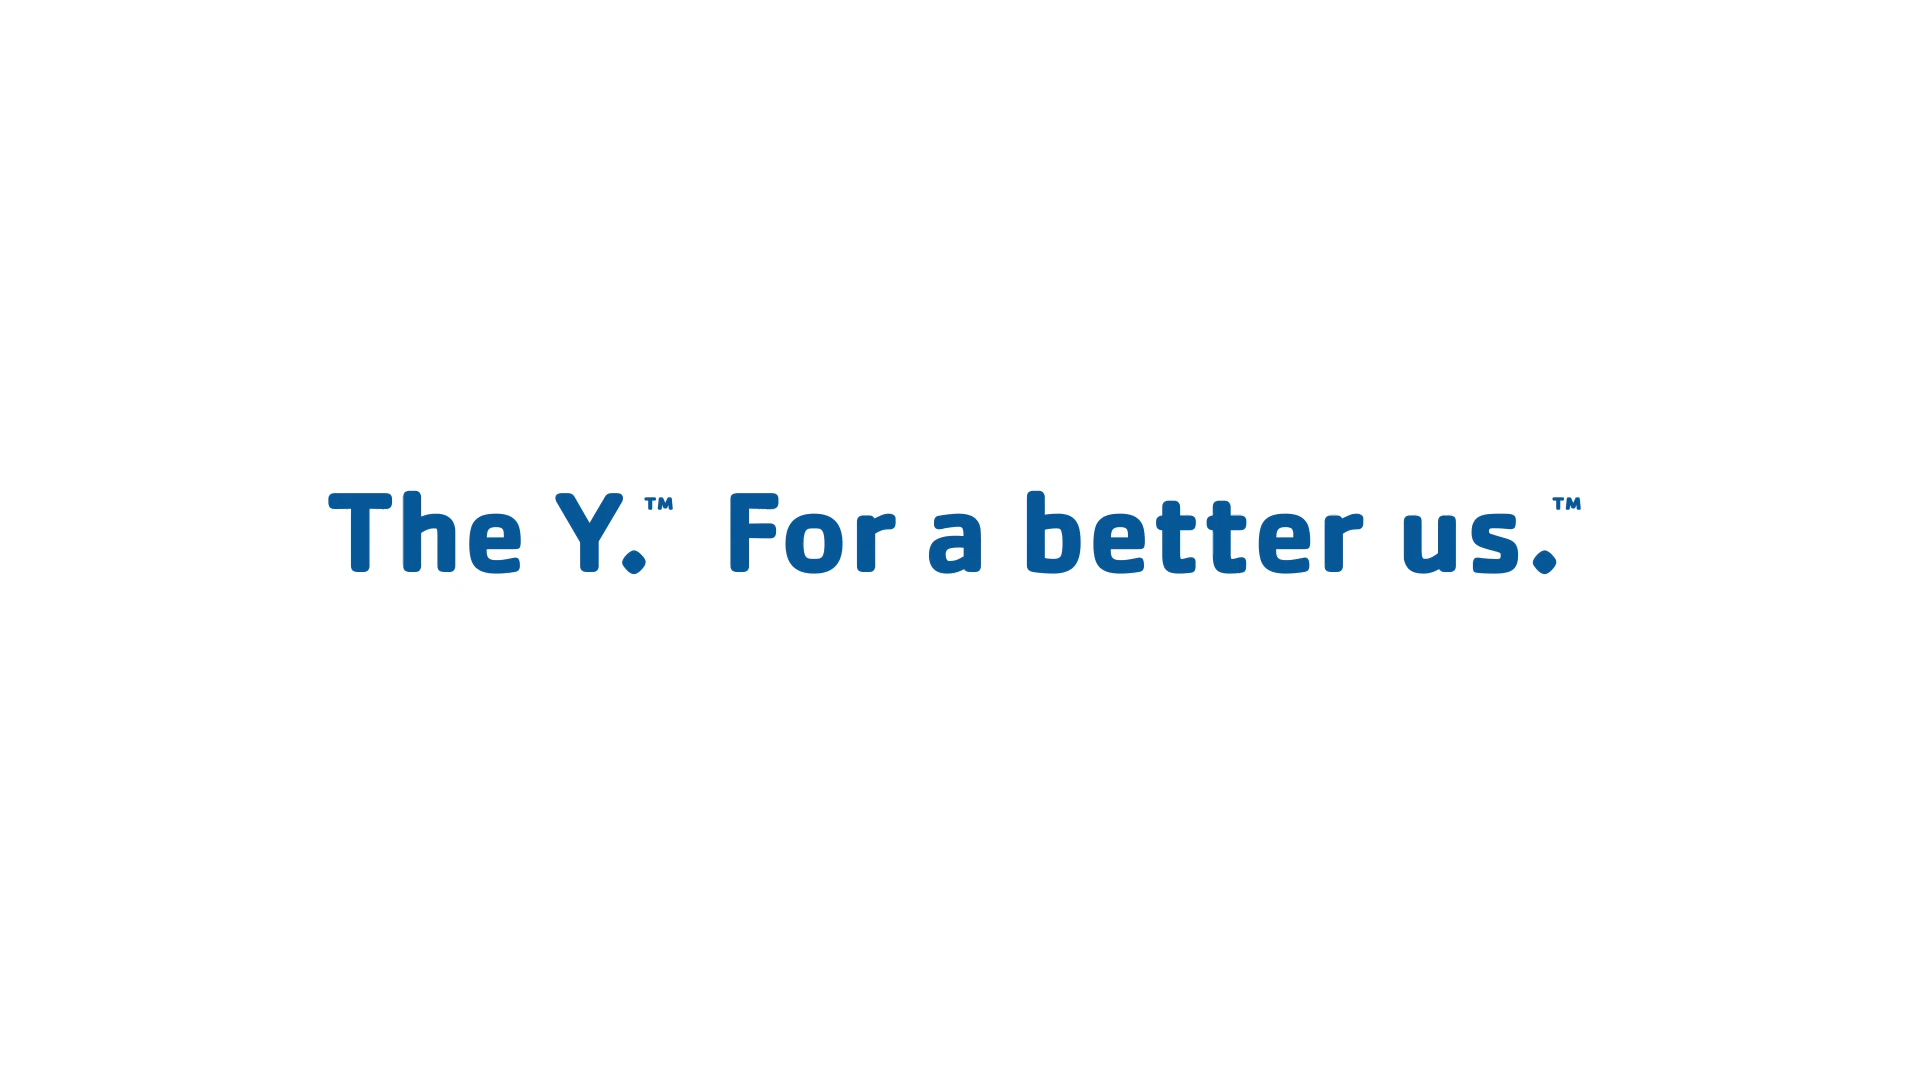 The Y.™ For a better us.™